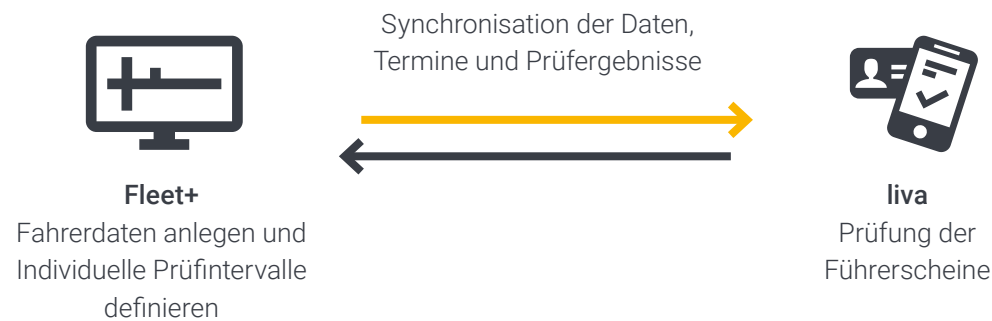 Synchronisation der Daten,
Termine und Prüfergebnisse
Fleet+
Fahrerdaten anlegen und
Individuelle Prüfintervalle
definieren
liva
Prüfung der
Führerscheine